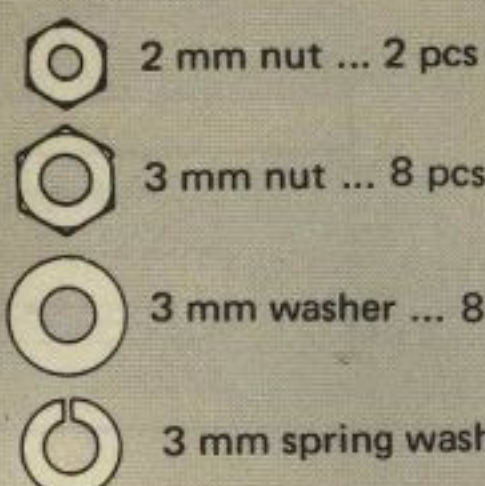 2 mm nut ... 2 pcs
3 mm nut ... 8 pcs
3 mm washer ... 8
3 mm spring wash